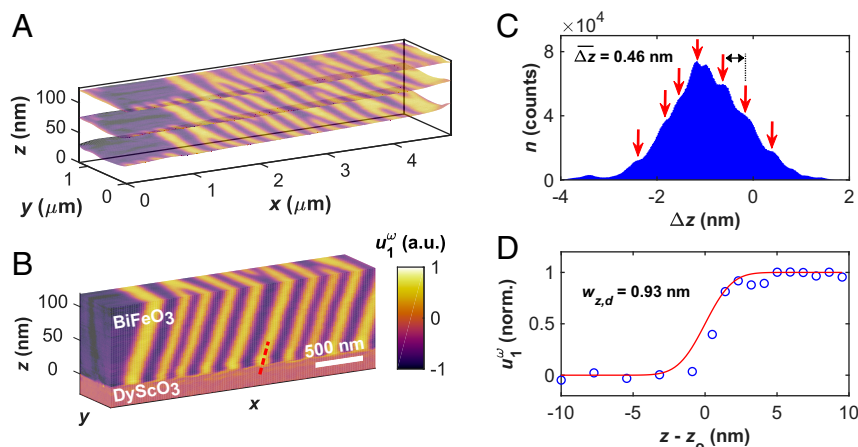 A
z (nm)
100
50
0
1
0
y (μm)
0
1
2
3
4
x (μm)
B
u₁^ω (a.u.)
1
0
-1
BiFeO₃
DyScO₃
500 nm
z (nm)
100
50
0
y
x
C
×10⁴
Δz = 0.46 nm
n (counts)
8
4
0
-4
-2
0
2
Δz (nm)
D
w_z,d = 0.93 nm
u₁^ω (norm.)
1
0.5
0
-10
-5
0
5
10
z - z₀ (nm)